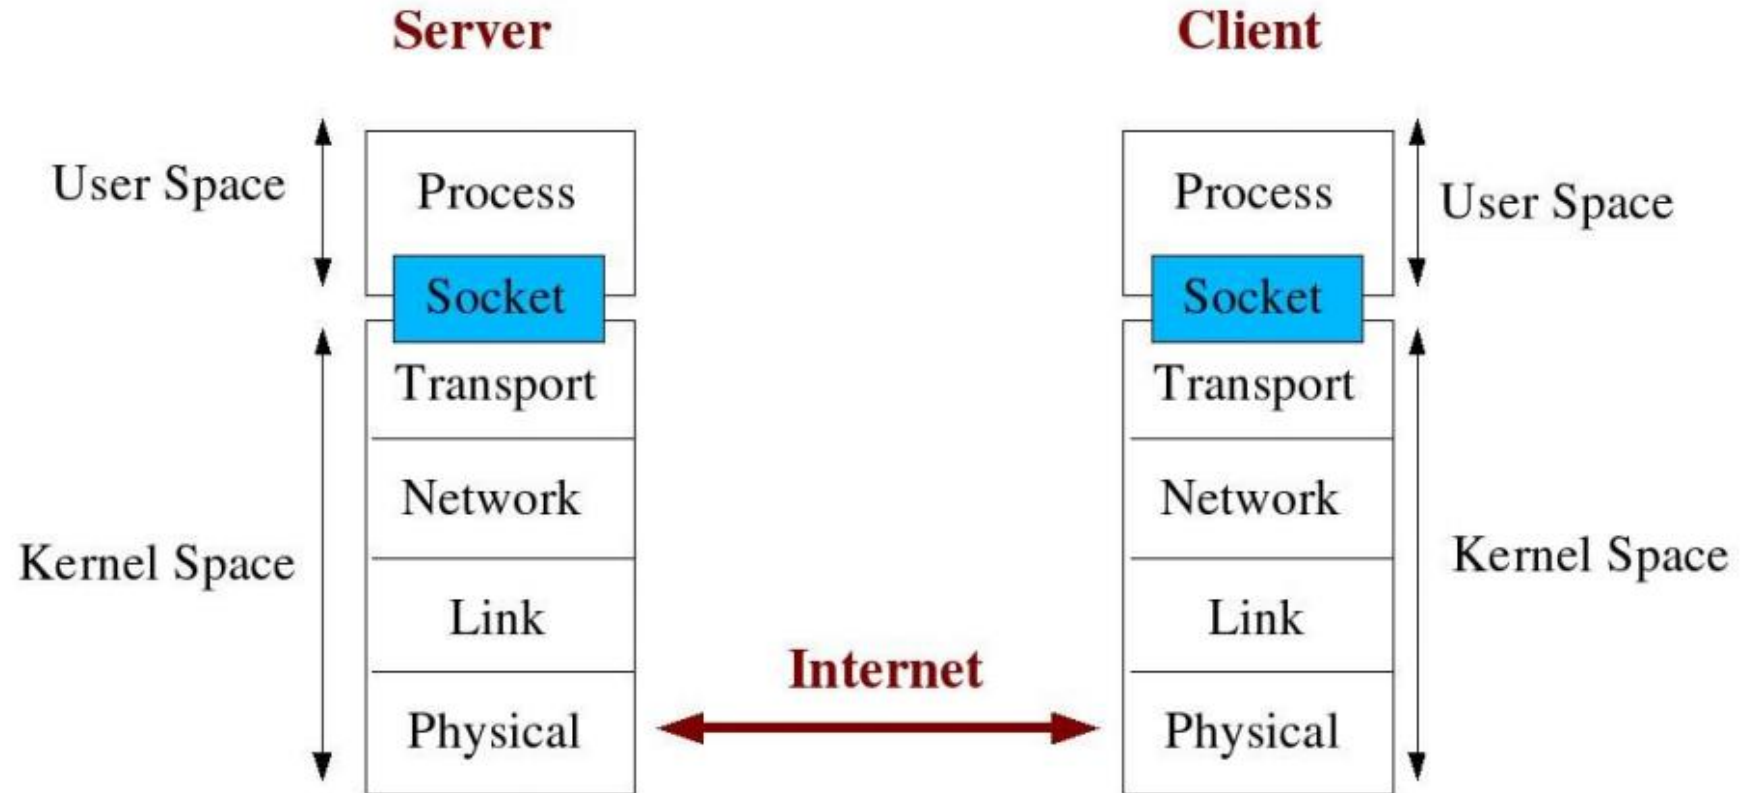 Server
Client
User Space
Process
Process
User Space
Socket
Socket
Transport
Transport
Network
Network
Kernel Space
Kernel Space
Link
Link
Internet
Physical
Physical